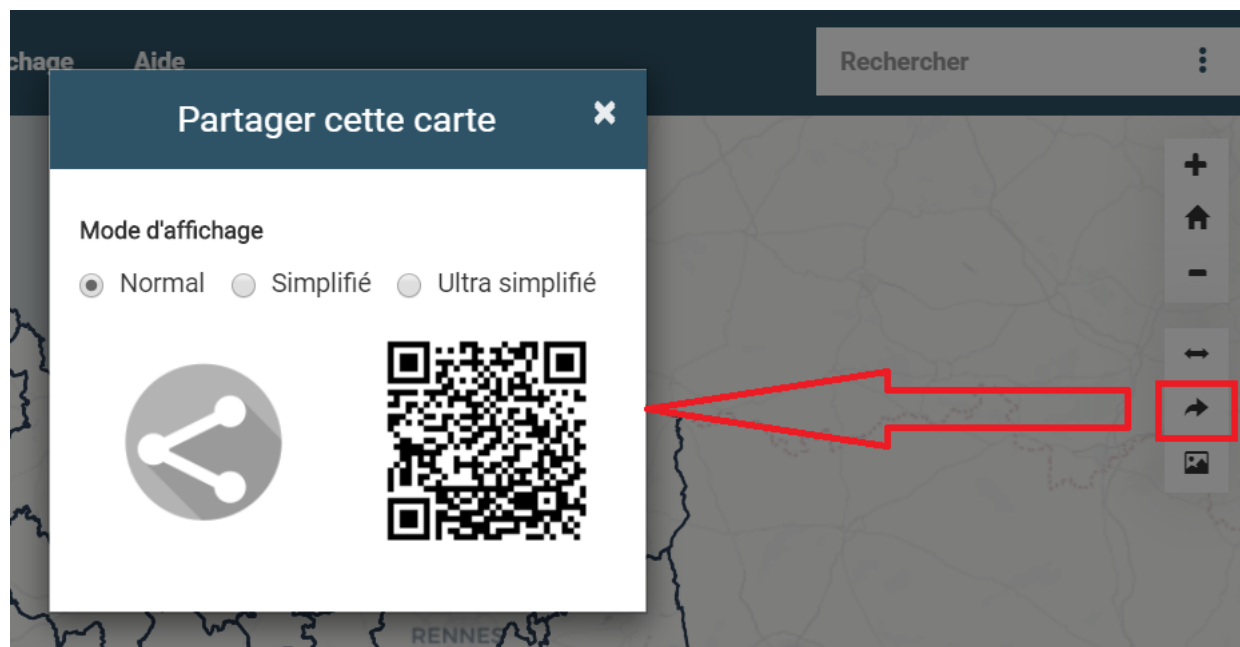 chage Aide
Rechercher
Partager cette carte
Mode d'affichage
Normal Simplifié Ultra simplifié
RENNES